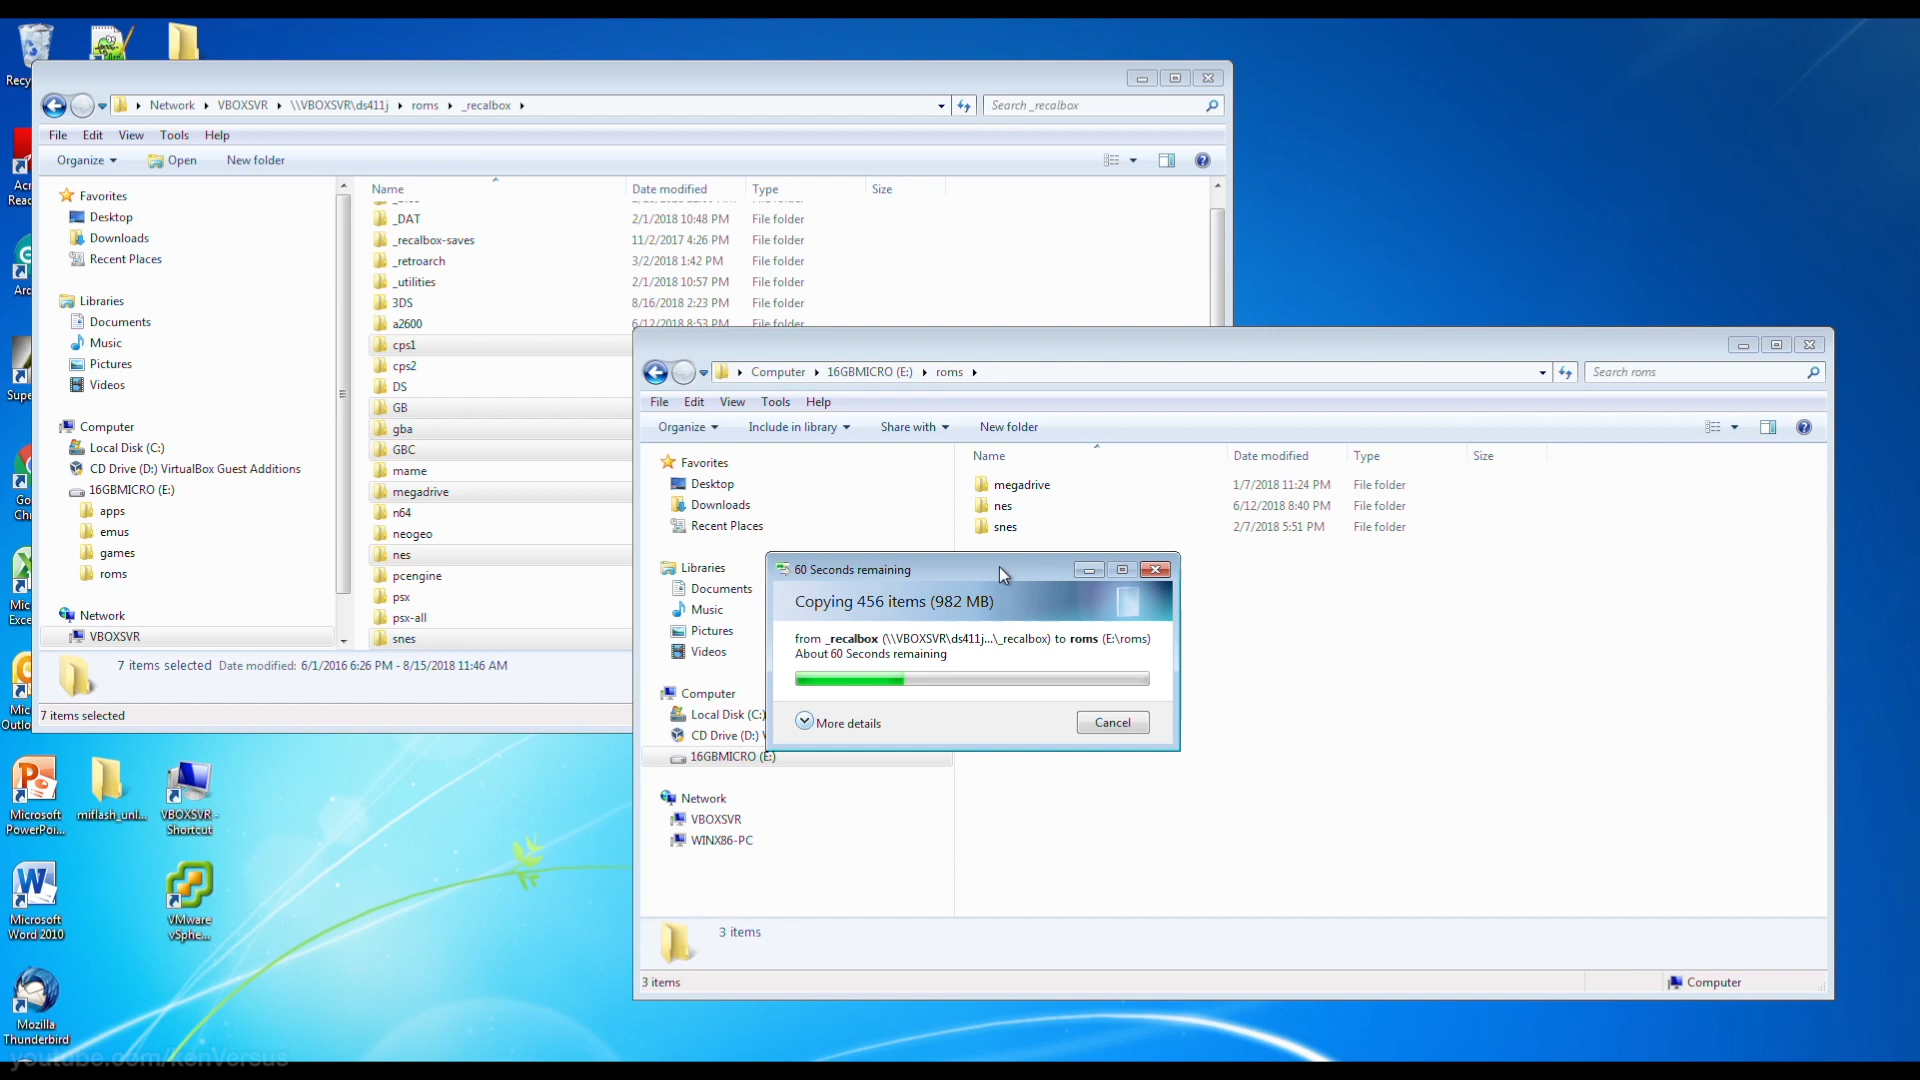 Network VBOXSVR \\VBOXSVR\ds411j roms _recalbox
Search _recalbox
File Edit View Tools Help
Organize Open New folder
Favorites
Desktop
Downloads
Recent Places
Libraries
Documents
Music
Pictures
Videos
Computer
Local Disk (C:)
CD Drive (D:) VirtualBox Guest Additions
16GBMICRO (E:)
apps
emus
games
roms
Network
VBOXSVR
Name Date modified Type Size
_DAT 2/1/2018 10:48 PM File folder
_recalbox-saves 11/2/2017 4:26 PM File folder
_retroarch 3/2/2018 1:42 PM File folder
_utilities 2/1/2018 10:57 PM File folder
3DS 8/16/2018 2:23 PM File folder
a2600 6/12/2018 8:53 PM File folder
cps1
cps2
DS
GB
gba
GBC
mame
megadrive
n64
neogeo
nes
pcengine
psx
psx-all
snes
7 items selected Date modified: 6/1/2016 6:26 PM - 8/15/2018 11:46 AM
7 items selected
Computer 16GBMICRO (E:) roms
Search roms
File Edit View Tools Help
Organize Include in library Share with New folder
Favorites
Desktop
Downloads
Recent Places
Libraries
Documents
Music
Pictures
Videos
Computer
Local Disk (C:)
CD Drive (D:)
16GBMICRO (E:)
Network
VBOXSVR
WINX86-PC
Name Date modified Type Size
megadrive 1/7/2018 11:24 PM File folder
nes 6/12/2018 8:40 PM File folder
snes 2/7/2018 5:51 PM File folder
60 Seconds remaining
Copying 456 items (982 MB)
from _recalbox (\\VBOXSVR\ds411j...\_recalbox) to roms (E:\roms)
About 60 Seconds remaining
More details
Cancel
3 items
3 items
Computer
Recy
Acr
Read
Arc
Supe
Go
Chr
Mic
Exce
Mic
Outlo
Microsoft
PowerPoi...
miflash_unl...
VBOXSVR -
Shortcut
Microsoft
Word 2010
VMware
vSphe...
Mozilla
Thunderbird
youtube.com/kenVersus